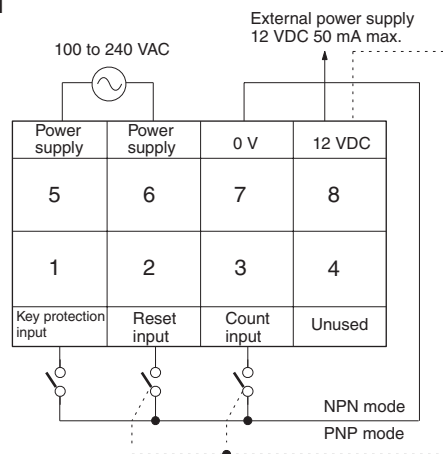 External power supply
12 VDC 50 mA max.
100 to 240 VAC
Power supply
Power supply
0 V
12 VDC
5
6
7
8
1
2
3
4
Key protection input
Reset input
Count input
Unused
NPN mode
PNP mode